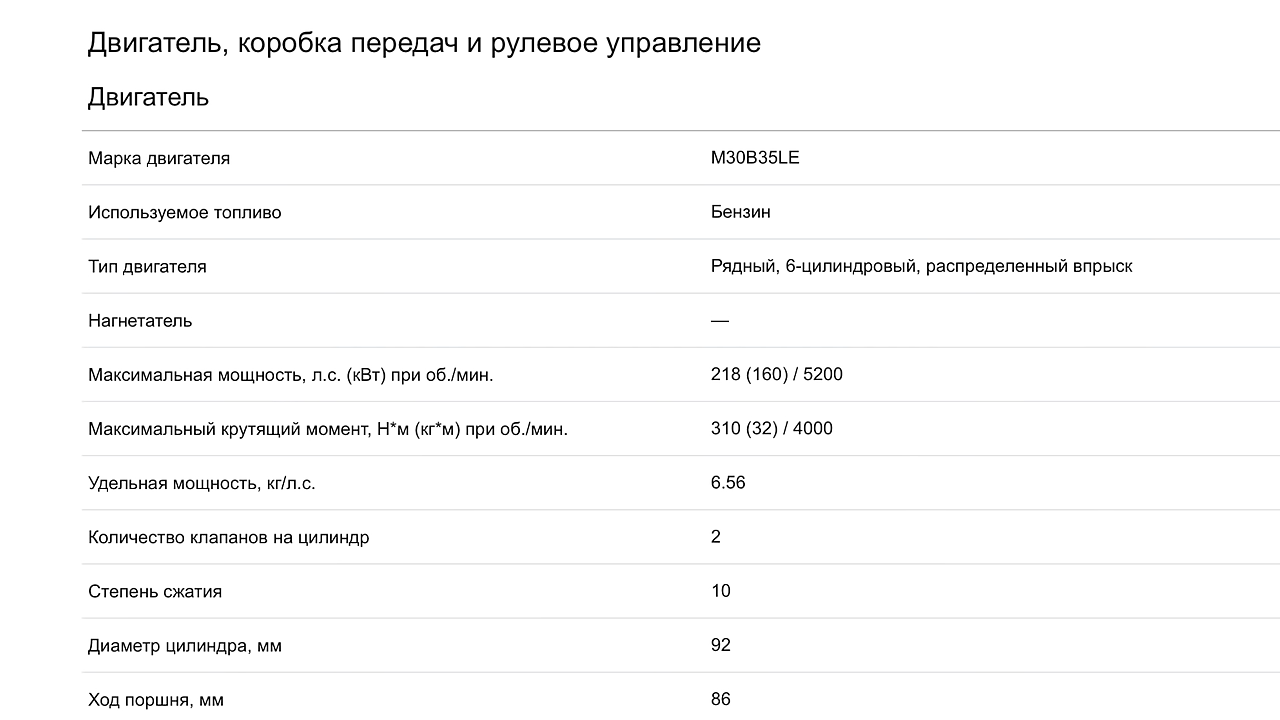 Двигатель, коробка передач и рулевое управление
Двигатель
Марка двигателя M30B35LE
Используемое топливо Бензин
Тип двигателя Рядный, 6-цилиндровый, распределенный впрыск
Нагнетатель —
Максимальная мощность, л.с. (кВт) при об./мин. 218 (160) / 5200
Максимальный крутящий момент, Н*м (кг*м) при об./мин. 310 (32) / 4000
Удельная мощность, кг/л.с. 6.56
Количество клапанов на цилиндр 2
Степень сжатия 10
Диаметр цилиндра, мм 92
Ход поршня, мм 86